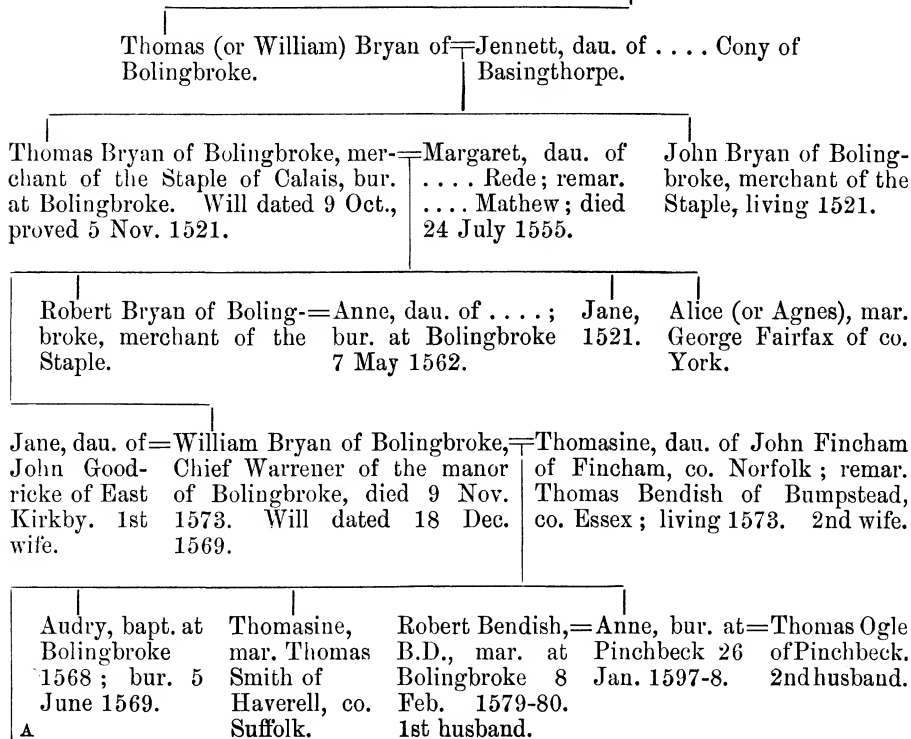 Thomas (or William) Bryan of=Jennett, dau. of .... Cony of
Bolingbroke. Basingthorpe.
Thomas Bryan of Bolingbroke, mer-
chant of the Staple of Calais, bur.
at Bolingbroke. Will dated 9 Oct.,
proved 5 Nov. 1521.
=Margaret, dau. of
.... Rede; remar.
.... Mathew; died
24 July 1555.
John Bryan of Boling-
broke, merchant of the
Staple, living 1521.
Robert Bryan of Boling-
broke, merchant of the
Staple.
=Anne, dau. of ....;
bur. at Bolingbroke
7 May 1562.
Jane,
1521.
Alice (or Agnes), mar.
George Fairfax of co.
York.
Jane, dau. of
John Good-
ricke of East
Kirkby. 1st
wife.
=William Bryan of Bolingbroke,
Chief Warrener of the manor
of Bolingbroke, died 9 Nov.
1573. Will dated 18 Dec.
1569.
=Thomasine, dau. of John Fincham
of Fincham, co. Norfolk; remar.
Thomas Bendish of Bumpstead,
co. Essex; living 1573. 2nd wife.
Audry, bapt. at
Bolingbroke
1568; bur. 5
June 1569.
Thomasine,
mar. Thomas
Smith of
Haverell, co.
Suffolk.
Robert Bendish,
B.D., mar. at
Bolingbroke 8
Feb. 1579-80.
1st husband.
=Anne, bur. at
Pinchbeck 26
Jan. 1597-8.
=Thomas Ogle
of Pinchbeck.
2nd husband.
A